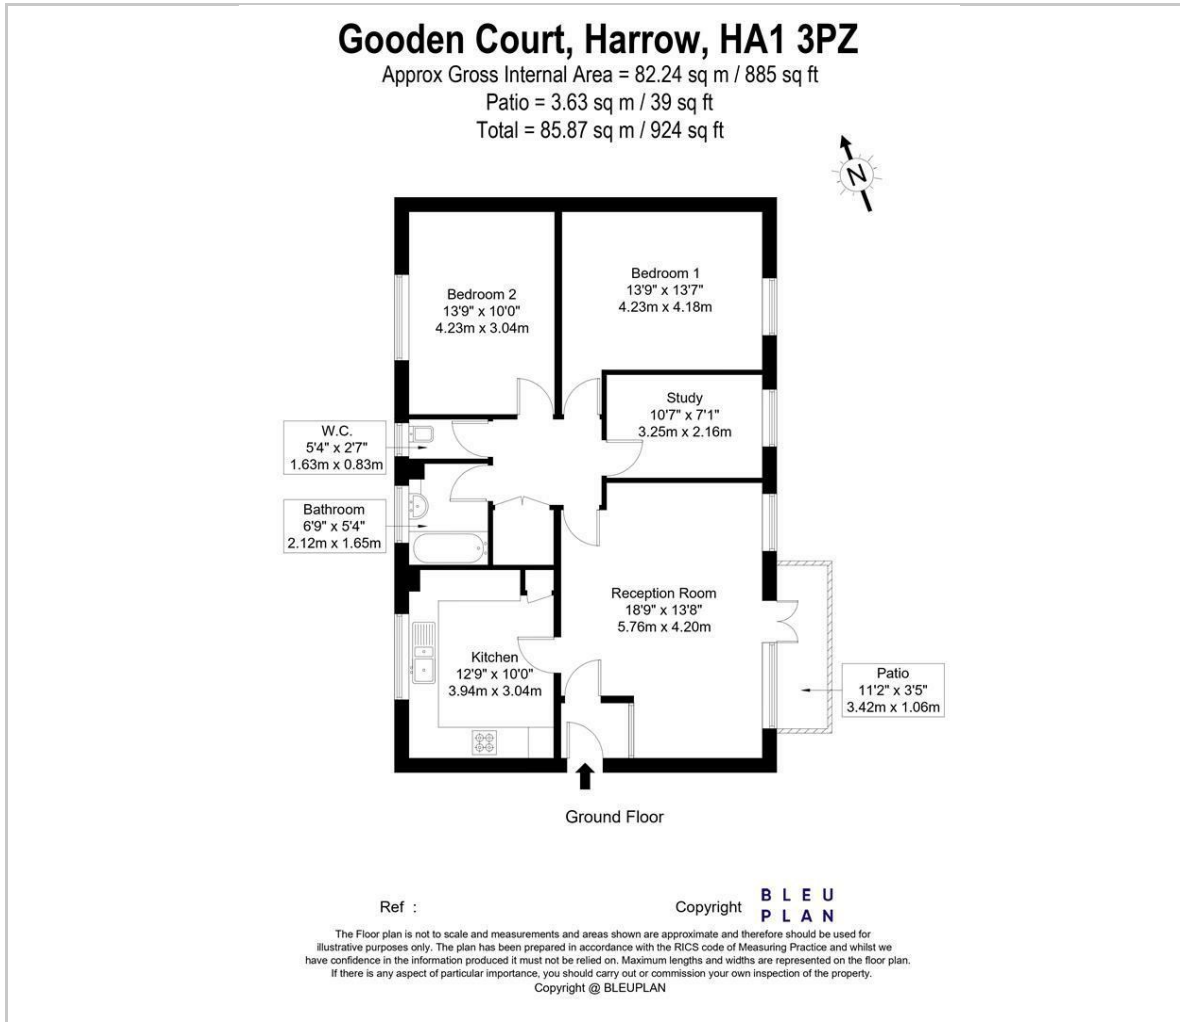 Gooden Court, Harrow, HA1 3PZ
Approx Gross Internal Area = 82.24 sq m / 885 sq ft
Patio = 3.63 sq m / 39 sq ft
Total = 85.87 sq m / 924 sq ft
N
Bedroom 2
13'9" x 10'0"
4.23m x 3.04m
Bedroom 1
13'9" x 13'7"
4.23m x 4.18m
Study
10'7" x 7'1"
3.25m x 2.16m
W.C.
5'4" x 2'7"
1.63m x 0.83m
Bathroom
6'9" x 5'4"
2.12m x 1.65m
Reception Room
18'9" x 13'8"
5.76m x 4.20m
Kitchen
12'9" x 10'0"
3.94m x 3.04m
Patio
11'2" x 3'5"
3.42m x 1.06m
Ground Floor
Ref :
Copyright
BLEU
PLAN
The Floor plan is not to scale and measurements and areas shown are approximate and therefore should be used for
illustrative purposes only. The plan has been prepared in accordance with the RICS code of Measuring Practice and whilst we
have confidence in the information produced it must not be relied on. Maximum lengths and widths are represented on the floor plan.
If there is any aspect of particular importance, you should carry out or commission your own inspection of the property.
Copyright @ BLEUPLAN